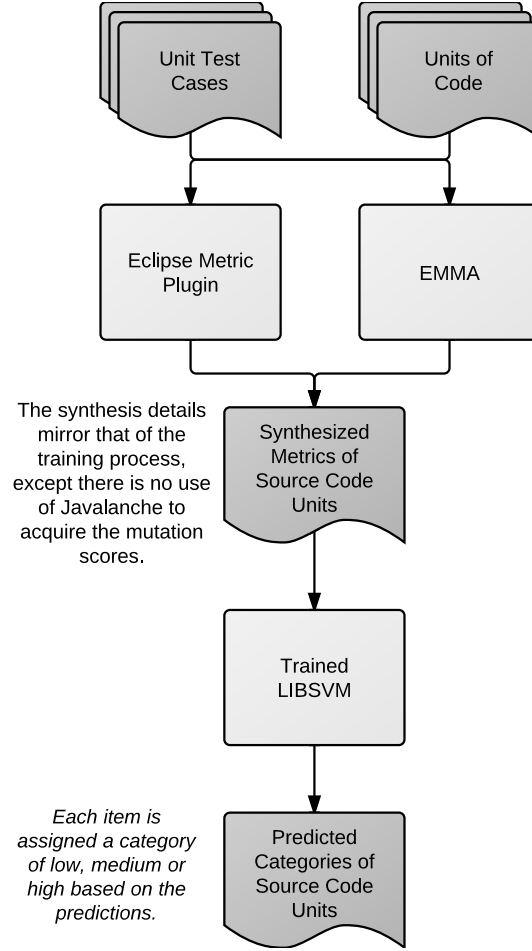 Unit Test
Cases
Units of
Code
Eclipse Metric
Plugin
EMMA
The synthesis details
mirror that of the
training process,
except there is no use
of Javalanche to
acquire the mutation
scores.
Synthesized
Metrics of
Source Code
Units
Trained
LIBSVM
Each item is
assigned a category
of low, medium or
high based on the
predictions.
Predicted
Categories of
Source Code
Units